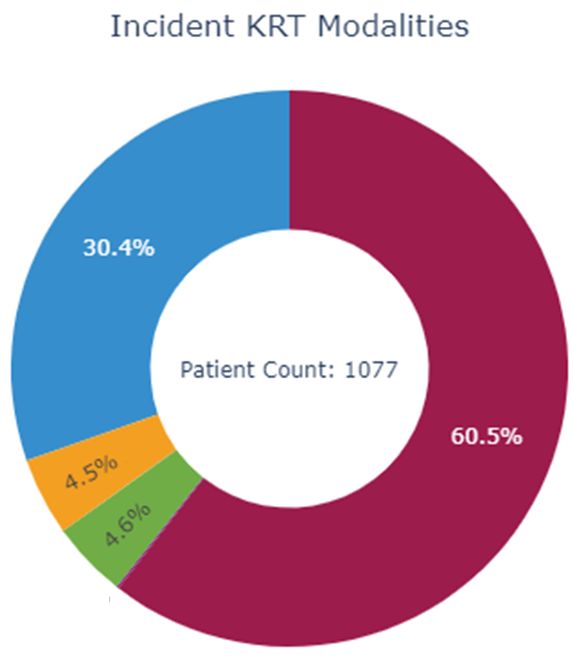 Incident KRT Modalities
30.4%
Patient Count: 1077
60.5%
4.5%
4.6%